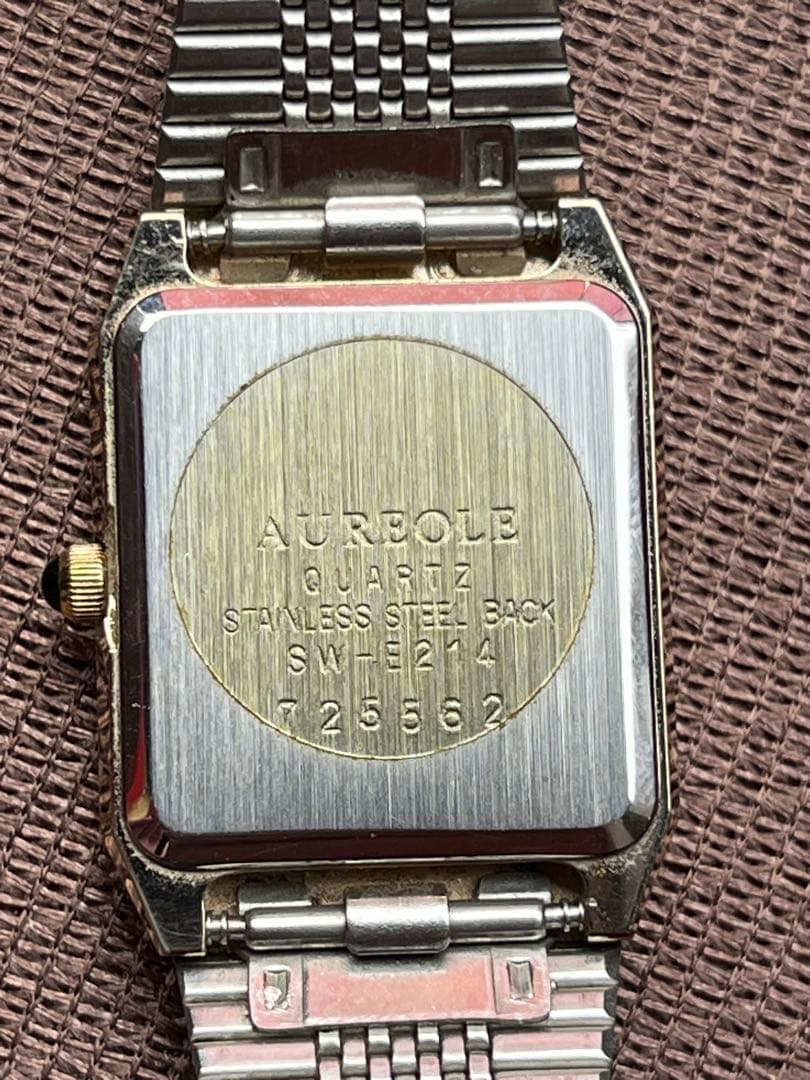 AUREOLE
QUARTZ
STAINLESS STEEL BACK
SW-E214
725562